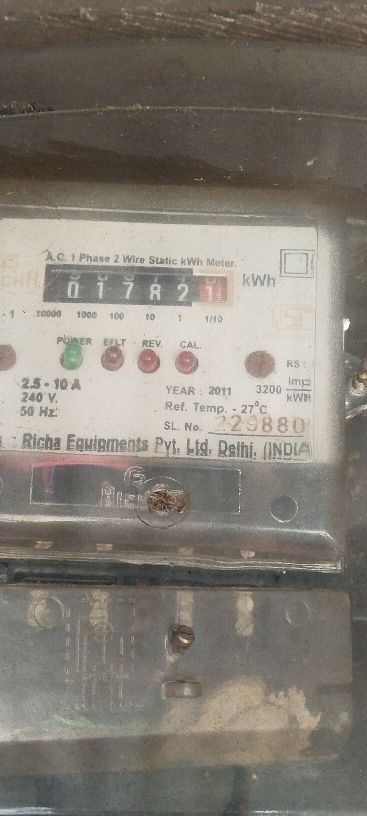 A.C. 1 Phase 2 Wire Static kWh Meter.
0 1 7 8 2 1 kWh
10000 1000 100 10 1 1/10
POWER E/LT REV. CAL.
RS :
2.5 - 10 A
YEAR : 2011 3200 Imp/kWH
240 V.
Ref. Temp. - 27°c
50 Hz.
SL. No. 229880
: Richa Equipments Pvt. Ltd. Delhi. (INDIA